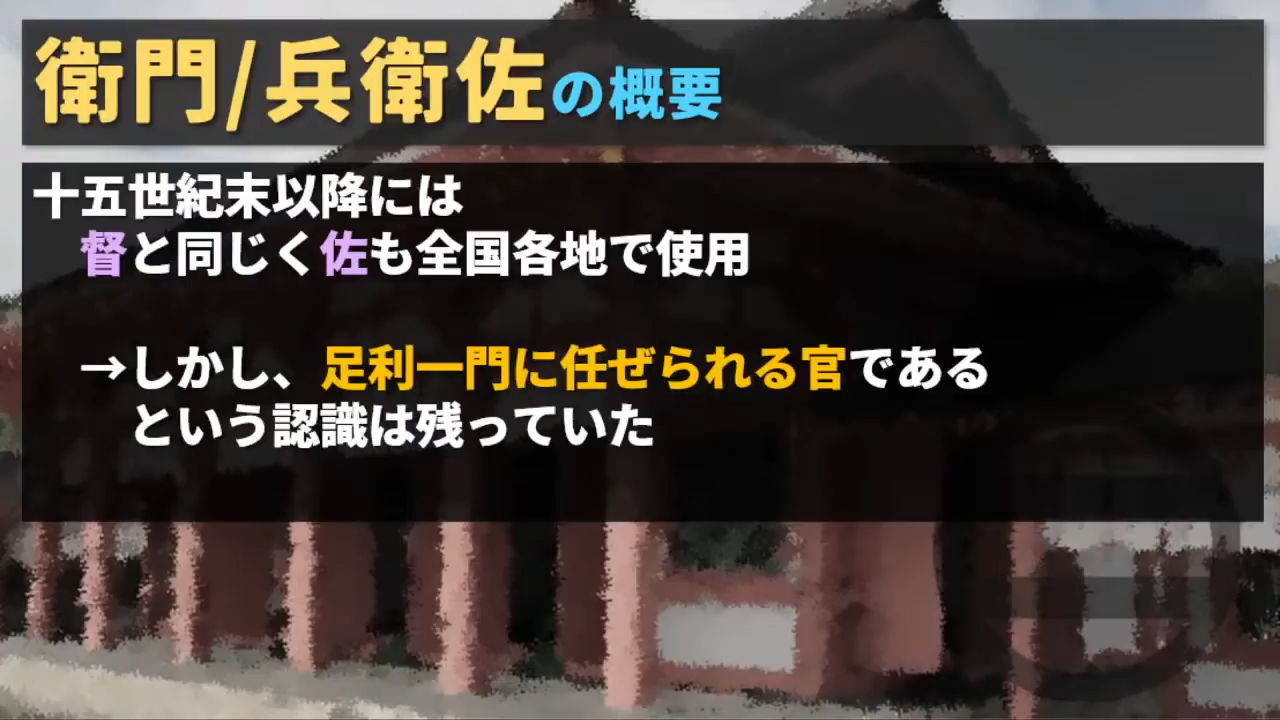 衛門/兵衛佐の概要
十五世紀末以降には
督と同じく佐も全国各地で使用
→しかし、足利一門に任ぜられる官である
という認識は残っていた